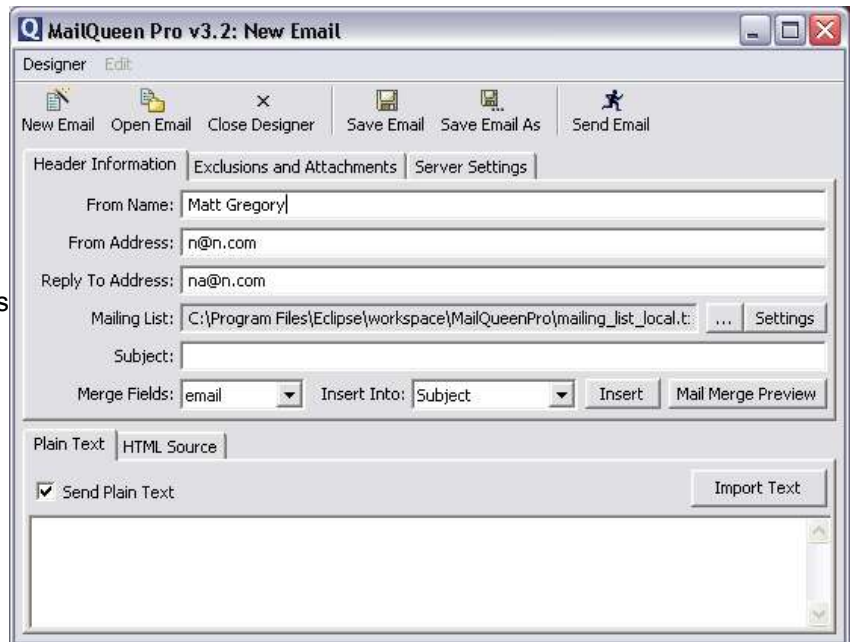 MailQueen Pro v3.2: New Email
Designer Edit
New Email Open Email Close Designer Save Email Save Email As Send Email
Header Information Exclusions and Attachments Server Settings
From Name: Matt Gregory
From Address: n@n.com
Reply To Address: na@n.com
s
Mailing List: C:\Program Files\Eclipse\workspace\MailQueenPro\mailing_list_local.t: ... Settings
Subject:
Merge Fields: email Insert Into: Subject Insert Mail Merge Preview
Plain Text HTML Source
Send Plain Text Import Text